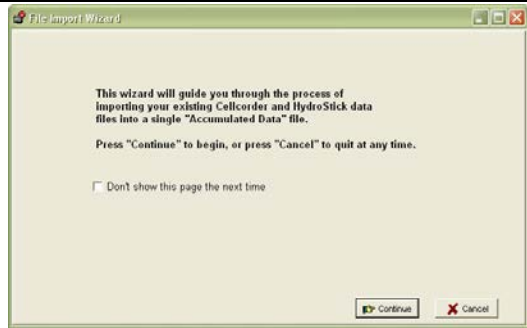 File Import Wizard
This wizard will guide you through the process of
importing your existing Cellcorder and HydroStick data
files into a single "Accumulated Data" file.
Press "Continue" to begin, or press "Cancel" to quit at any time.
Don't show this page the next time
Continue
Cancel